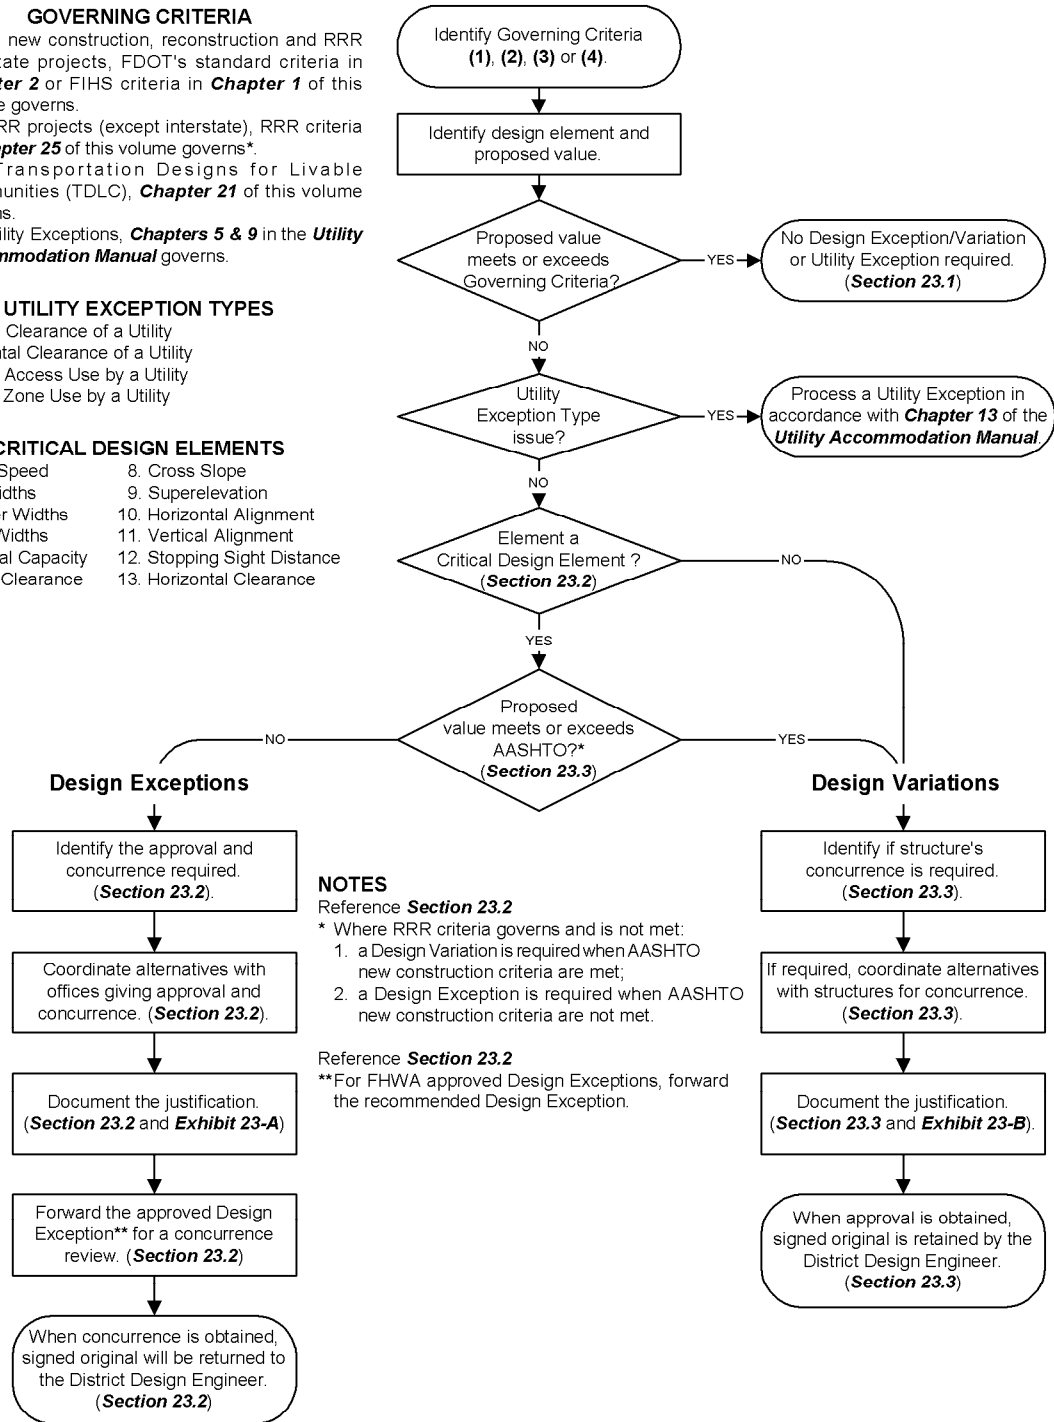 GOVERNING CRITERIA
new construction, reconstruction and RRR
projects, FDOT's standard criteria in
2 or FIHS criteria in Chapter 1 of this
governs.
projects (except interstate), RRR criteria
25 of this volume governs*.
Transportation Designs for Livable
(TDLC), Chapter 21 of this volume
Exceptions, Chapters 5 & 9 in the Utility
Manual governs.
UTILITY EXCEPTION TYPES
Clearance of a Utility
Clearance of a Utility
Access Use by a Utility
Zone Use by a Utility
CRITICAL DESIGN ELEMENTS
Speed
Widths
Capacity
Clearance
8. Cross Slope
9. Superelevation
10. Horizontal Alignment
11. Vertical Alignment
12. Stopping Sight Distance
13. Horizontal Clearance
Identify Governing Criteria
(1), (2), (3) or (4).
Identify design element and
proposed value.
Proposed value
meets or exceeds
Governing Criteria?
YES
No Design Exception/Variation
or Utility Exception required.
(Section 23.1)
NO
Utility
Exception Type
issue?
YES
Process a Utility Exception in
accordance with Chapter 13 of the
Utility Accommodation Manual.
NO
Element a
Critical Design Element ?
(Section 23.2)
NO
YES
Proposed
value meets or exceeds
AASHTO?*
(Section 23.3)
NO
YES
Design Exceptions
Identify the approval and
concurrence required.
(Section 23.2).
Coordinate alternatives with
offices giving approval and
concurrence. (Section 23.2).
Document the justification.
(Section 23.2 and Exhibit 23-A)
Forward the approved Design
Exception** for a concurrence
review. (Section 23.2)
When concurrence is obtained,
signed original will be returned to
the District Design Engineer.
(Section 23.2)
NOTES
Reference Section 23.2
* Where RRR criteria governs and is not met:
1. a Design Variation is required when AASHTO
new construction criteria are met;
2. a Design Exception is required when AASHTO
new construction criteria are not met.
Reference Section 23.2
**For FHWA approved Design Exceptions, forward
the recommended Design Exception.
Design Variations
Identify if structure's
concurrence is required.
(Section 23.3).
If required, coordinate alternatives
with structures for concurrence.
(Section 23.3).
Document the justification.
(Section 23.3 and Exhibit 23-B).
When approval is obtained,
signed original is retained by the
District Design Engineer.
(Section 23.3)